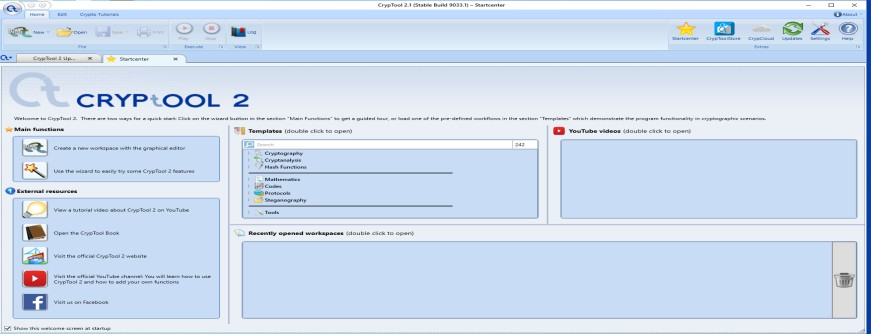 CrypTool 2.1 (Stable Build 9033.1) – Startcenter
Home Edit Crypto Tutorials About
New Open Save Print Play Stop Log Startcenter CrypToolStore CrypCloud Updates Settings Help
File Execute View Extras
CrypTool 2 Up... Startcenter
CRYPTOOL 2
Welcome to CrypTool 2. There are two ways for a quick start: Click on the wizard button in the section "Main Functions" to get a guided tour, or load one of the pre-defined workflows in the section "Templates" which demonstrate the program functionality in cryptographic scenarios.
Main functions
Create a new workspace with the graphical editor
Use the wizard to easily try some CrypTool 2 features
External resources
View a tutorial video about CrypTool 2 on YouTube
Open the CrypTool Book
Visit the official CrypTool 2 website
Visit the official YouTube channel: You will learn how to use
CrypTool 2 and how to add your own functions
Visit us on Facebook
Templates (double click to open)
Search 242
Cryptography
Cryptanalysis
Hash Functions
Mathematics
Codes
Protocols
Steganography
Tools
YouTube videos (double click to open)
Recently opened workspaces (double click to open)
Show this welcome screen at startup